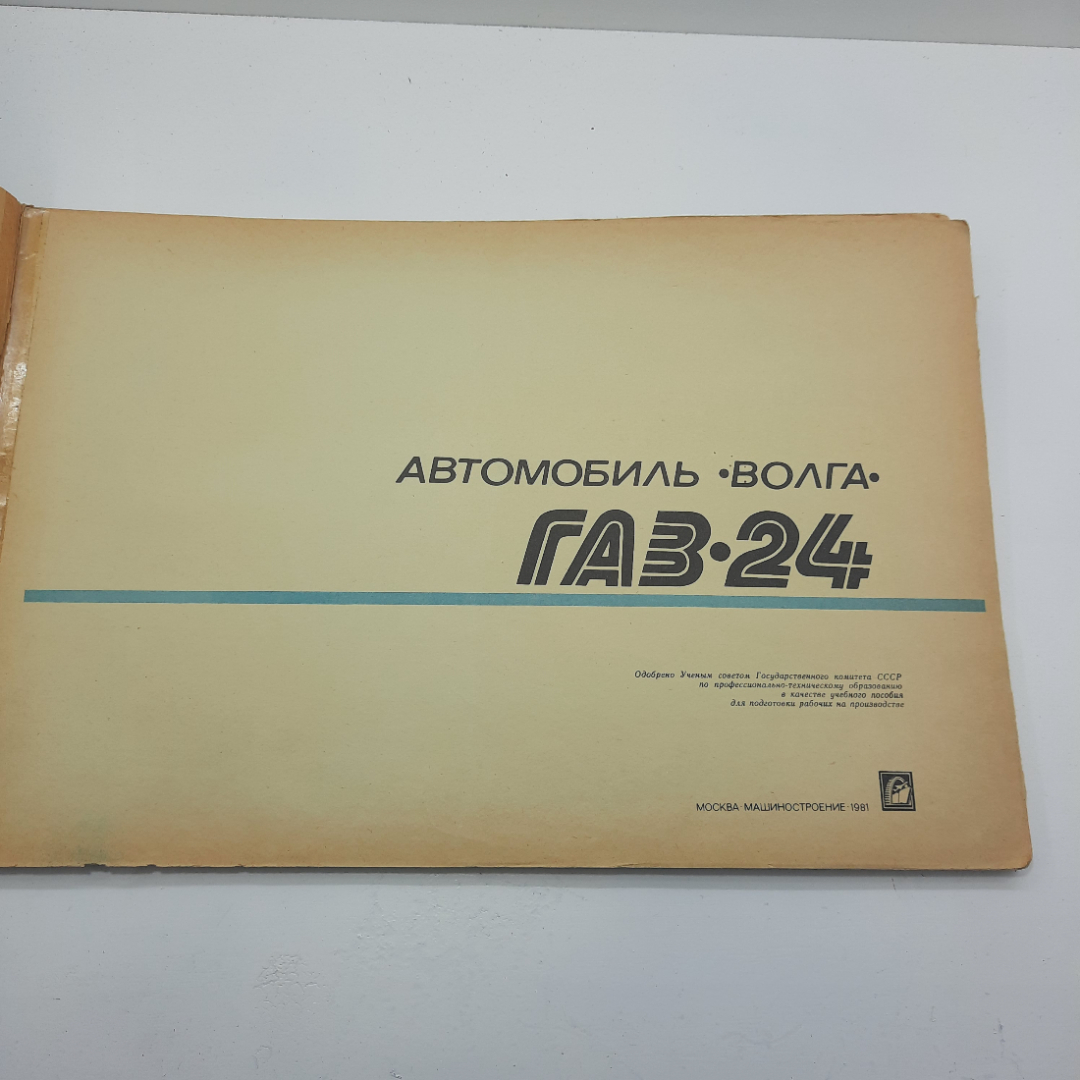 АВТОМОБИЛЬ •ВОЛГА•
ГАЗ•24
Одобрено Ученым советом Государственного комитета СССР
по профессионально-техническому образованию
в качестве учебного пособия
для подготовки рабочих на производстве
МОСКВА·МАШИНОСТРОЕНИЕ·1981